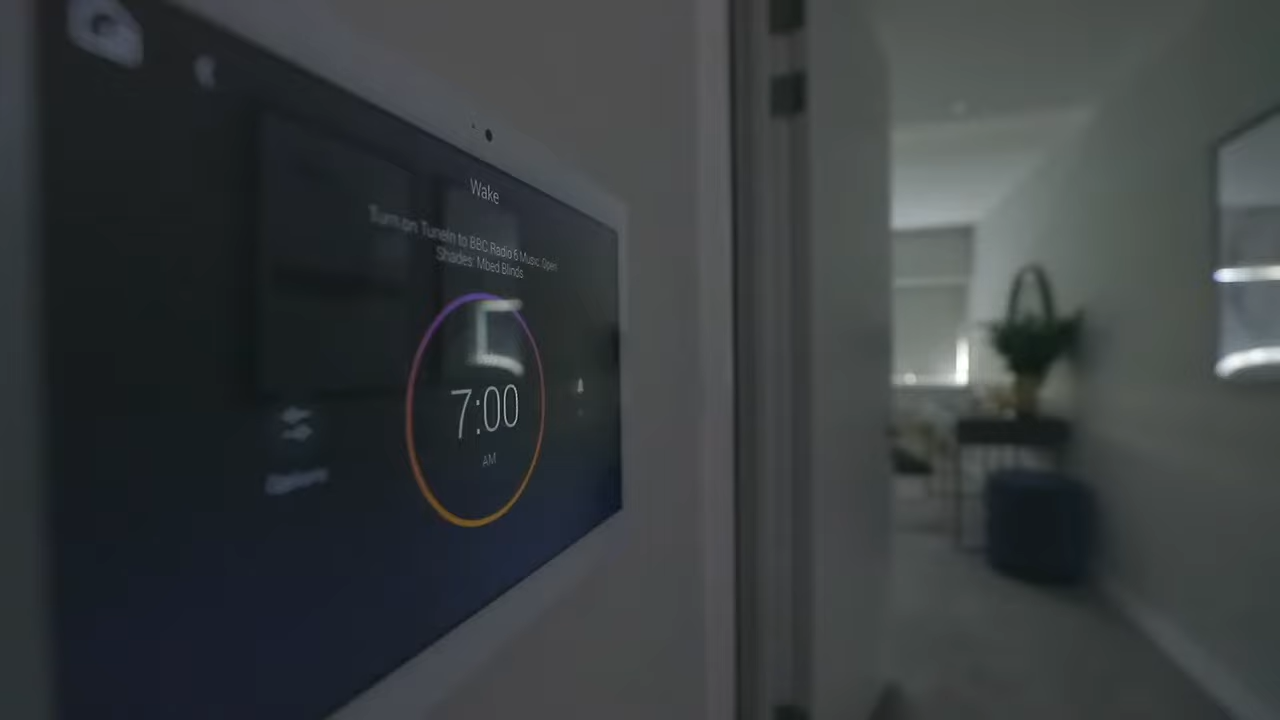 Wake
Turn on TuneIn to BBC Radio 6 Music: Open
Shades: Mbed Blinds
7:00
AM